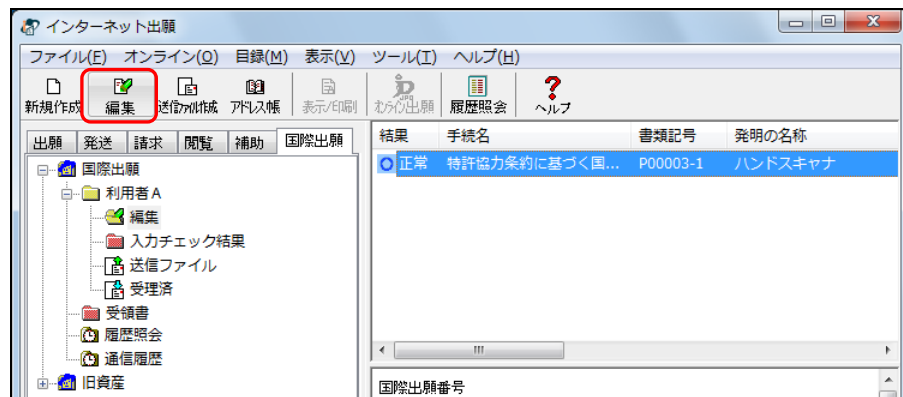 インターネット出願
ファイル(F) オンライン(O) 目録(M) 表示(V) ツール(T) ヘルプ(H)
新規作成 編集 送信ファイル作成 アドレス帳 表示/印刷 オンライン出願 履歴照会 ヘルプ
出願 発送 請求 閲覧 補助 国際出願
結果 手続名 書類記号 発明の名称
正常 特許協力条約に基づく国... P00003-1 ハンドスキャナ
国際出願
利用者A
編集
入力チェック結果
送信ファイル
受理済
受領書
履歴照会
通信履歴
旧資産
国際出願番号